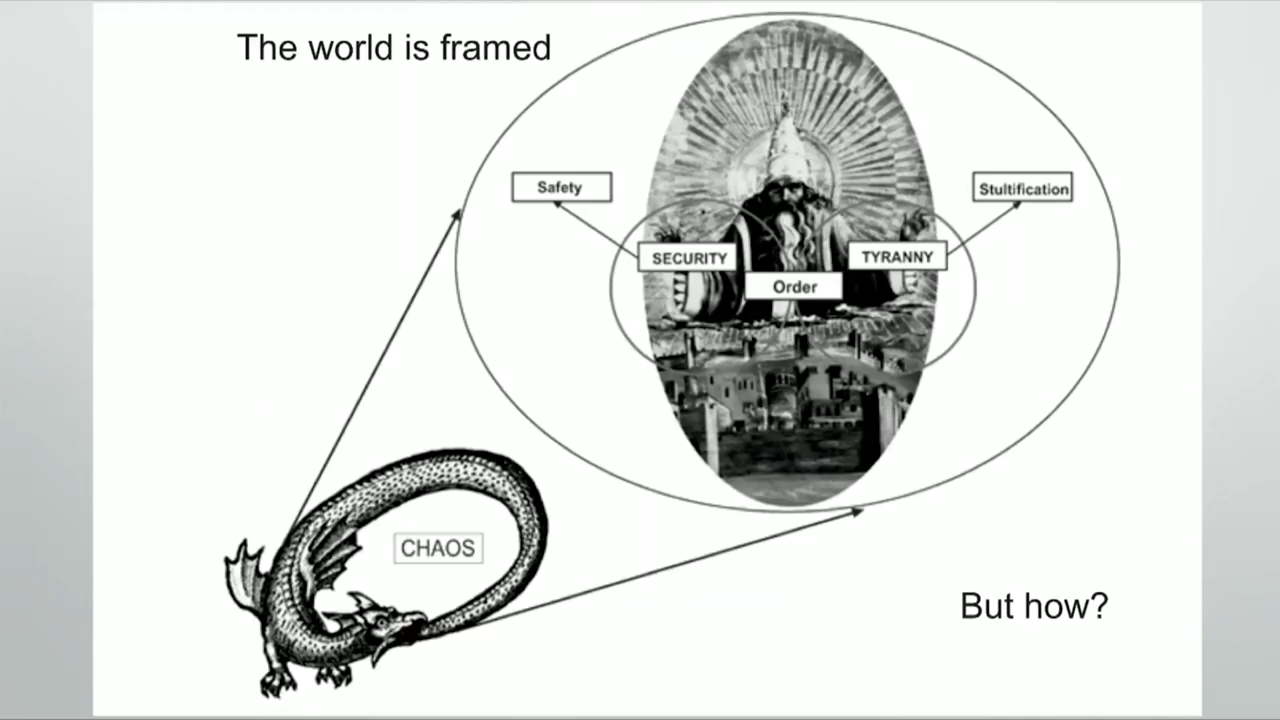 The world is framed
Safety
Stultification
SECURITY
TYRANNY
Order
CHAOS
But how?